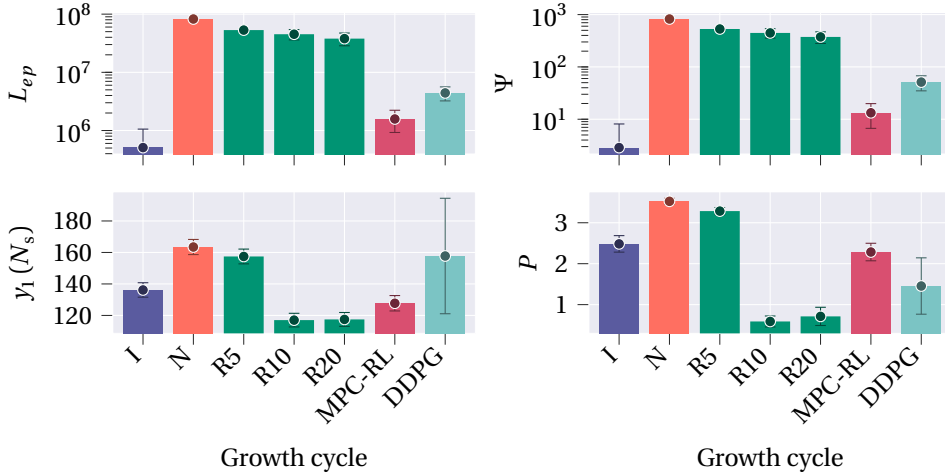 L_ep
10^8
10^7
10^6
Ψ
10^3
10^2
10^1
y_1 (N_s)
180
160
140
120
P
3
2
1
I N R5 R10 R20 MPC-RL DDPG
I N R5 R10 R20 MPC-RL DDPG
Growth cycle
Growth cycle